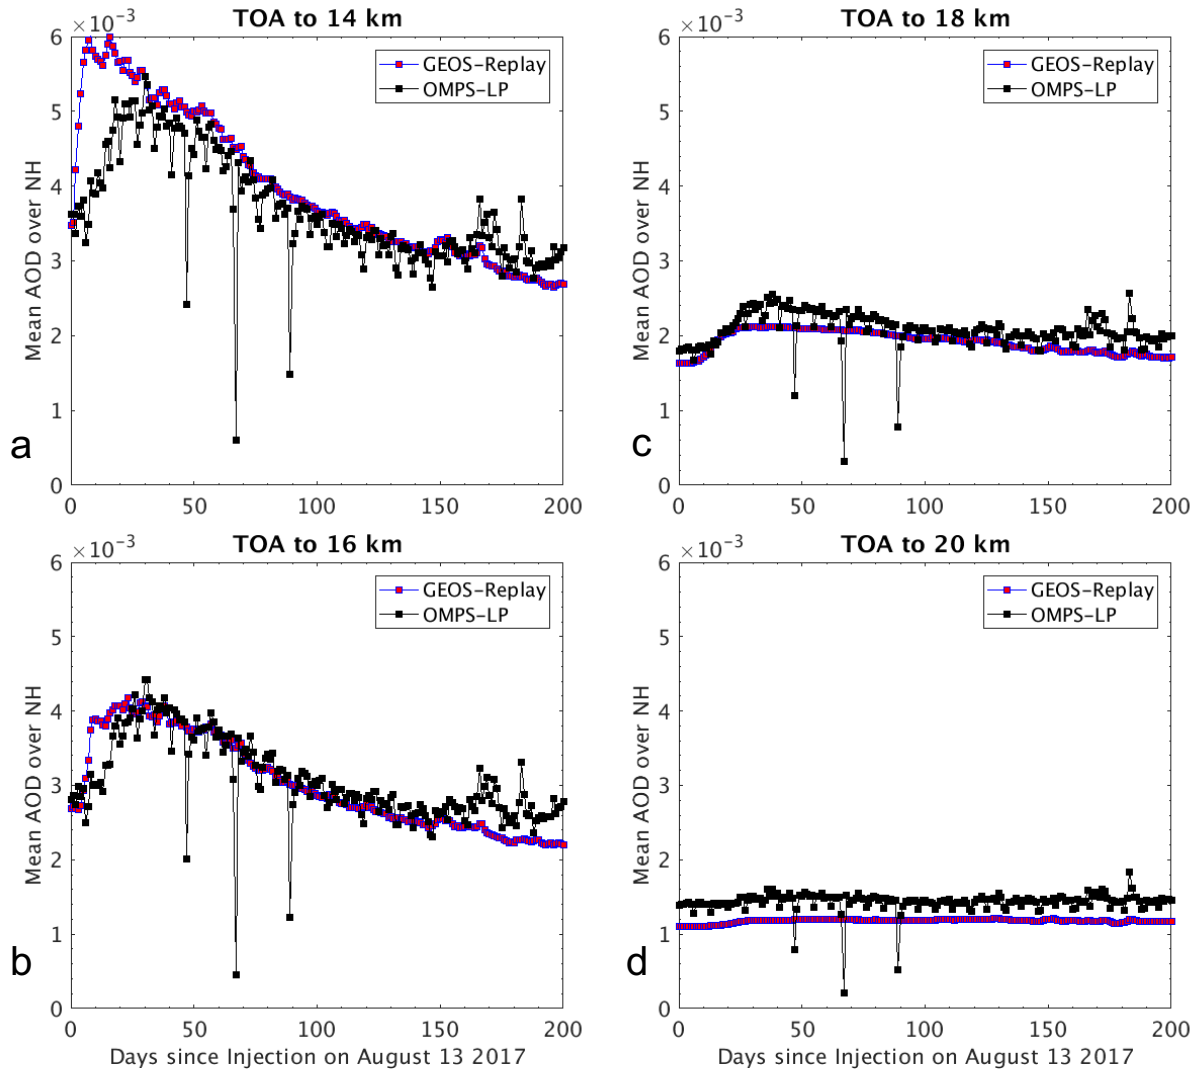 ×10⁻³
TOA to 14 km
6
5
4
3
2
1
0
Mean AOD over NH
GEOS-Replay
OMPS-LP
0 50 100 150 200
a
×10⁻³
TOA to 18 km
6
5
4
3
2
1
0
Mean AOD over NH
GEOS-Replay
OMPS-LP
0 50 100 150 200
c
×10⁻³
TOA to 16 km
6
5
4
3
2
1
0
Mean AOD over NH
GEOS-Replay
OMPS-LP
0 50 100 150 200
Days since Injection on August 13 2017
b
×10⁻³
TOA to 20 km
6
5
4
3
2
1
0
Mean AOD over NH
GEOS-Replay
OMPS-LP
0 50 100 150 200
Days since Injection on August 13 2017
d